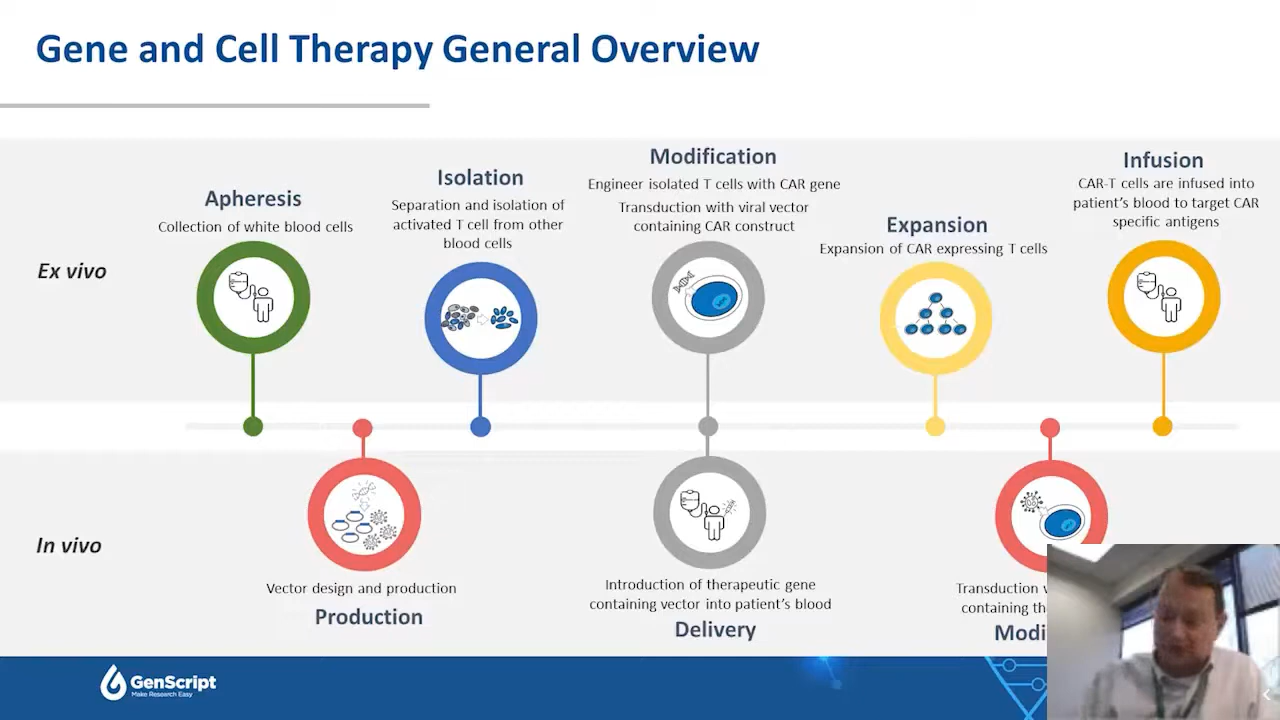 Gene and Cell Therapy General Overview
Ex vivo
Apheresis
Collection of white blood cells
Isolation
Separation and isolation of
activated T cell from other
blood cells
Modification
Engineer isolated T cells with CAR gene
Transduction with viral vector
containing CAR construct
Expansion
Expansion of CAR expressing T cells
Infusion
CAR-T cells are infused into
patient's blood to target CAR
specific antigens
In vivo
Vector design and production
Production
Introduction of therapeutic gene
containing vector into patient's blood
Delivery
Transduction
containing
GenScript
Make Research Easy